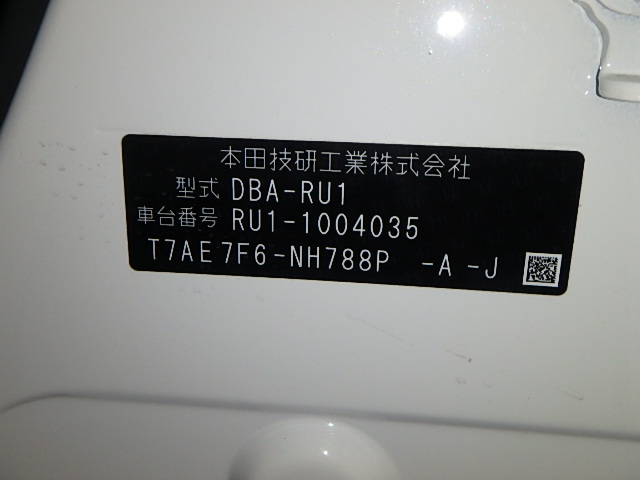 本田技研工業株式会社
型式 DBA-RU1
車台番号 RU1-1004035
T7AE7F6-NH788P -A -J